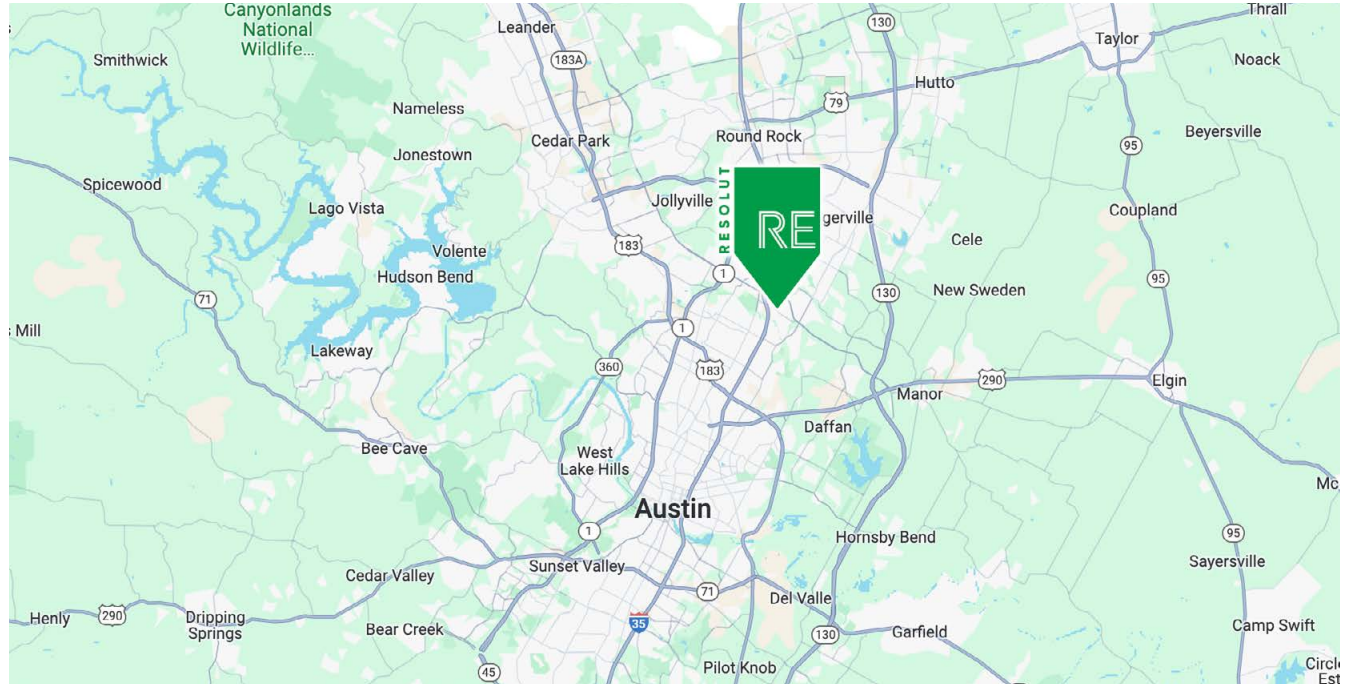 Canyonlands
National
Wildlife...
Leander
130
Thrall
Taylor
Smithwick
183A
Noack
Hutto
79
Nameless
Round Rock
Beyersville
Cedar Park
95
Jonestown
Spicewood
Jollyville
RESOLUT
RE
gerville
Lago Vista
Coupland
Cele
183
Volente
Hudson Bend
1
95
71
130
New Sweden
s Mill
1
Lakeway
360
183
290
Elgin
Manor
Daffan
Bee Cave
West
Lake Hills
Mc
Austin
1
95
Hornsby Bend
Sunset Valley
Sayersville
Cedar Valley
71
Del Valle
Henly
290
Dripping
Springs
Bear Creek
35
130
Garfield
Camp Swift
45
Pilot Knob
Circl
Est